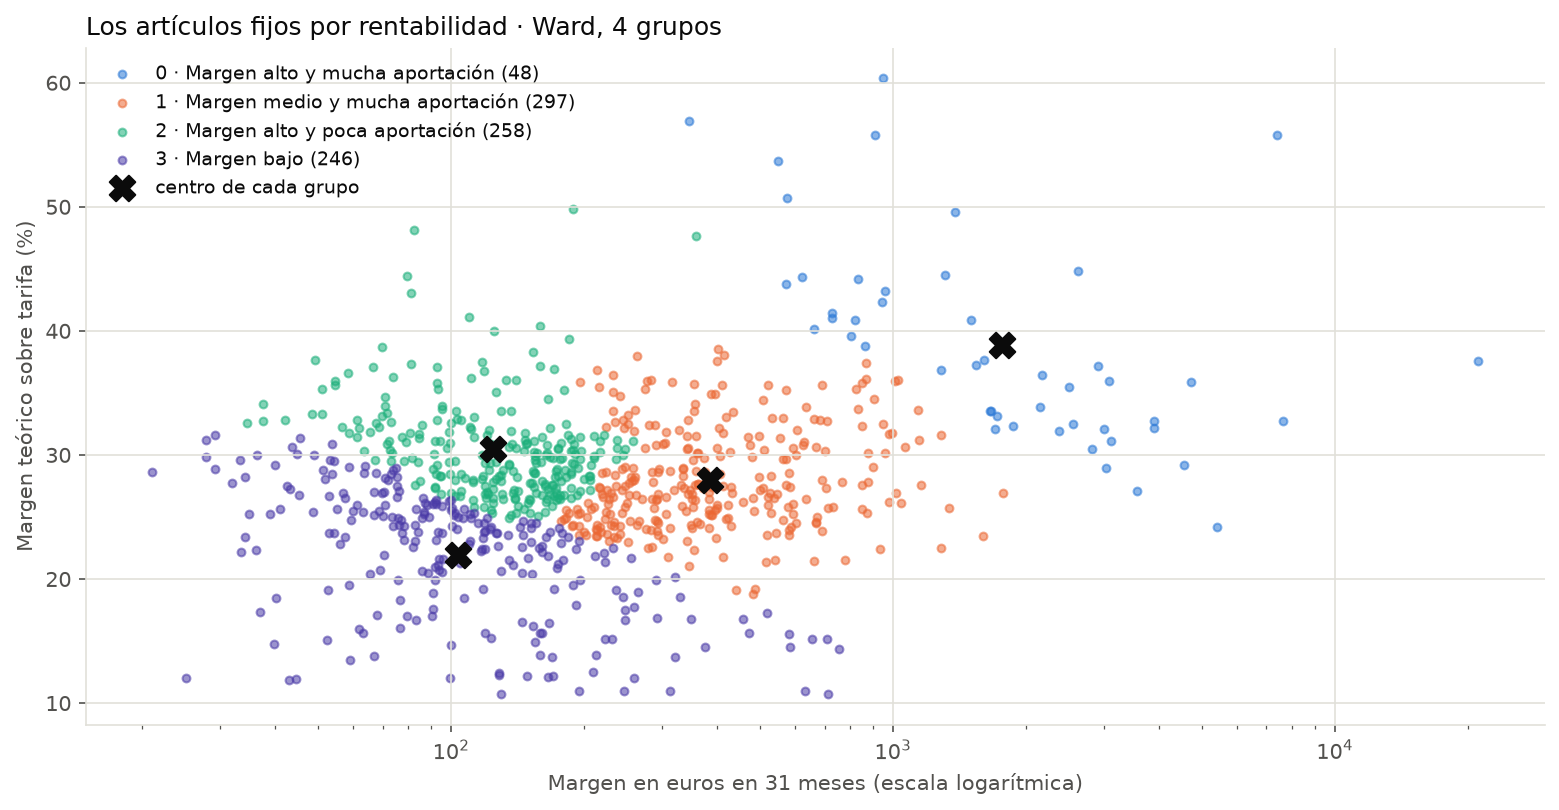 Los artículos fijos por rentabilidad · Ward, 4 grupos
0 · Margen alto y mucha aportación (48)
1 · Margen medio y mucha aportación (297)
2 · Margen alto y poca aportación (258)
3 · Margen bajo (246)
centro de cada grupo
Margen teórico sobre tarifa (%)
60
50
40
30
20
10
10²
10³
10⁴
Margen en euros en 31 meses (escala logarítmica)